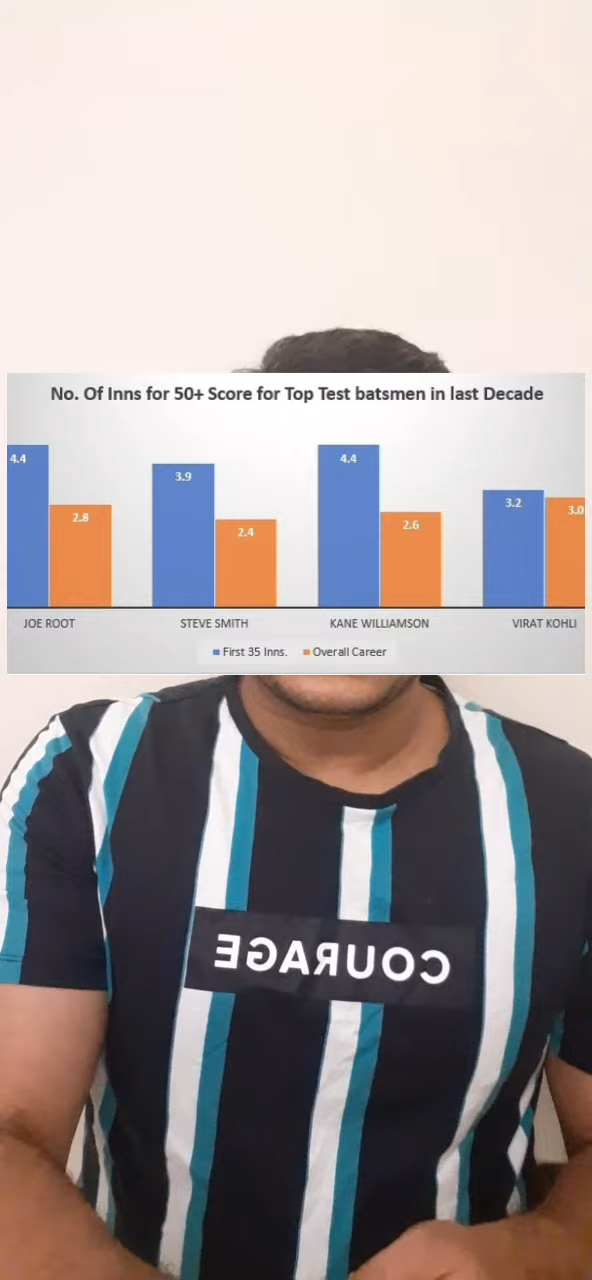 No. Of Inns for 50+ Score for Top Test batsmen in last Decade
4.4
2.8
3.9
2.4
4.4
2.6
3.2
3.0
JOE ROOT STEVE SMITH KANE WILLIAMSON VIRAT KOHLI
First 35 Inns. Overall Career
COURAGE